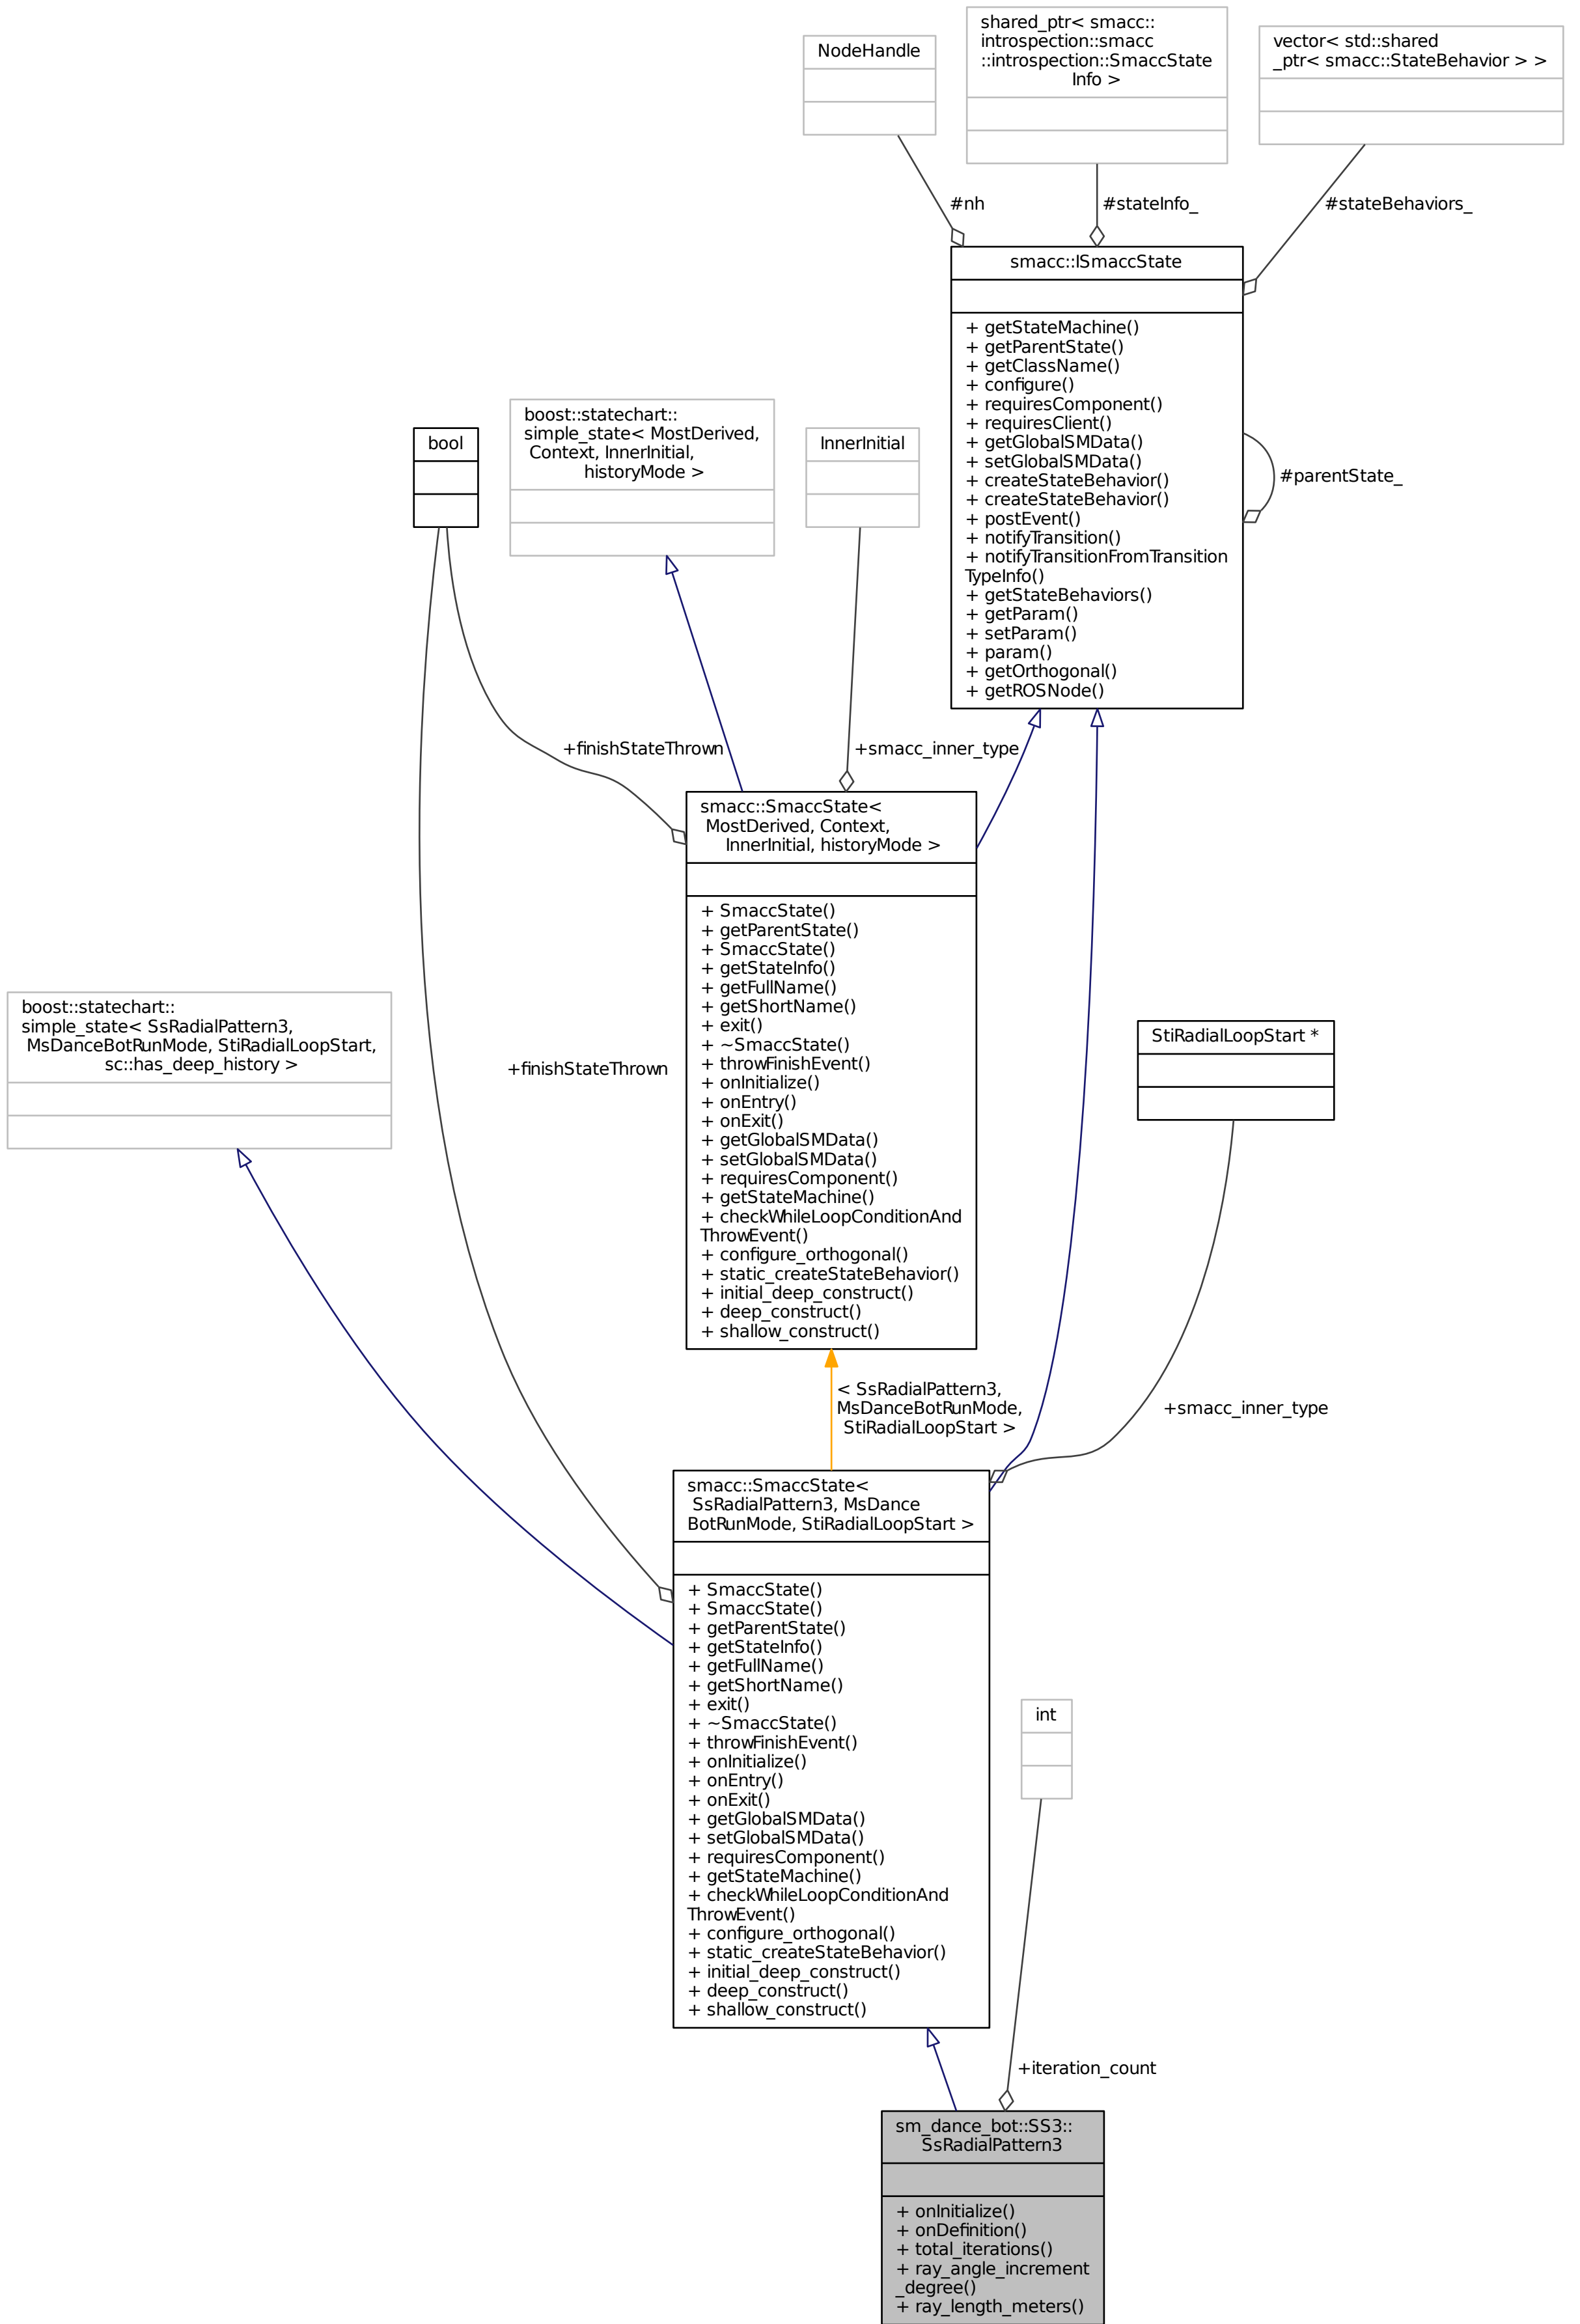 NodeHandle
shared_ptr< smacc::
introspection::smacc
::introspection::SmaccState
Info >
vector< std::shared
_ptr< smacc::StateBehavior > >
#nh
#stateInfo_
#stateBehaviors_
smacc::ISmaccState
+ getStateMachine()
+ getParentState()
+ getClassName()
+ configure()
+ requiresComponent()
+ requiresClient()
+ getGlobalSMData()
+ setGlobalSMData()
+ createStateBehavior()
+ createStateBehavior()
+ postEvent()
+ notifyTransition()
+ notifyTransitionFromTransition
TypeInfo()
+ getStateBehaviors()
+ getParam()
+ setParam()
+ param()
+ getOrthogonal()
+ getROSNode()
#parentState_
bool
boost::statechart::
simple_state< MostDerived,
Context, InnerInitial,
historyMode >
InnerInitial
+finishStateThrown
+smacc_inner_type
smacc::SmaccState<
MostDerived, Context,
InnerInitial, historyMode >
+ SmaccState()
+ getParentState()
+ SmaccState()
+ getStateInfo()
+ getFullName()
+ getShortName()
+ exit()
+ ~SmaccState()
+ throwFinishEvent()
+ onInitialize()
+ onEntry()
+ onExit()
+ getGlobalSMData()
+ setGlobalSMData()
+ requiresComponent()
+ getStateMachine()
+ checkWhileLoopConditionAnd
ThrowEvent()
+ configure_orthogonal()
+ static_createStateBehavior()
+ initial_deep_construct()
+ deep_construct()
+ shallow_construct()
boost::statechart::
simple_state< SsRadialPattern3,
MsDanceBotRunMode, StiRadialLoopStart,
sc::has_deep_history >
+finishStateThrown
StiRadialLoopStart *
< SsRadialPattern3,
MsDanceBotRunMode,
StiRadialLoopStart >
+smacc_inner_type
smacc::SmaccState<
SsRadialPattern3, MsDance
BotRunMode, StiRadialLoopStart >
+ SmaccState()
+ SmaccState()
+ getParentState()
+ getStateInfo()
+ getFullName()
+ getShortName()
+ exit()
+ ~SmaccState()
+ throwFinishEvent()
+ onInitialize()
+ onEntry()
+ onExit()
+ getGlobalSMData()
+ setGlobalSMData()
+ requiresComponent()
+ getStateMachine()
+ checkWhileLoopConditionAnd
ThrowEvent()
+ configure_orthogonal()
+ static_createStateBehavior()
+ initial_deep_construct()
+ deep_construct()
+ shallow_construct()
int
+iteration_count
sm_dance_bot::SS3::
SsRadialPattern3
+ onInitialize()
+ onDefinition()
+ total_iterations()
+ ray_angle_increment
_degree()
+ ray_length_meters()